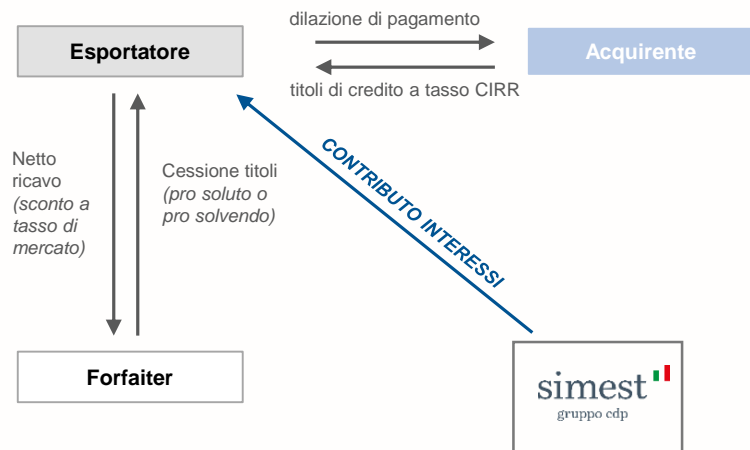 dilazione di pagamento
Esportatore
Acquirente
titoli di credito a tasso CIRR
Netto
ricavo
(sconto a
tasso di
mercato)
Cessione titoli
(pro soluto o
pro solvendo)
CONTRIBUTO INTERESSI
Forfaiter
simest
gruppo cdp